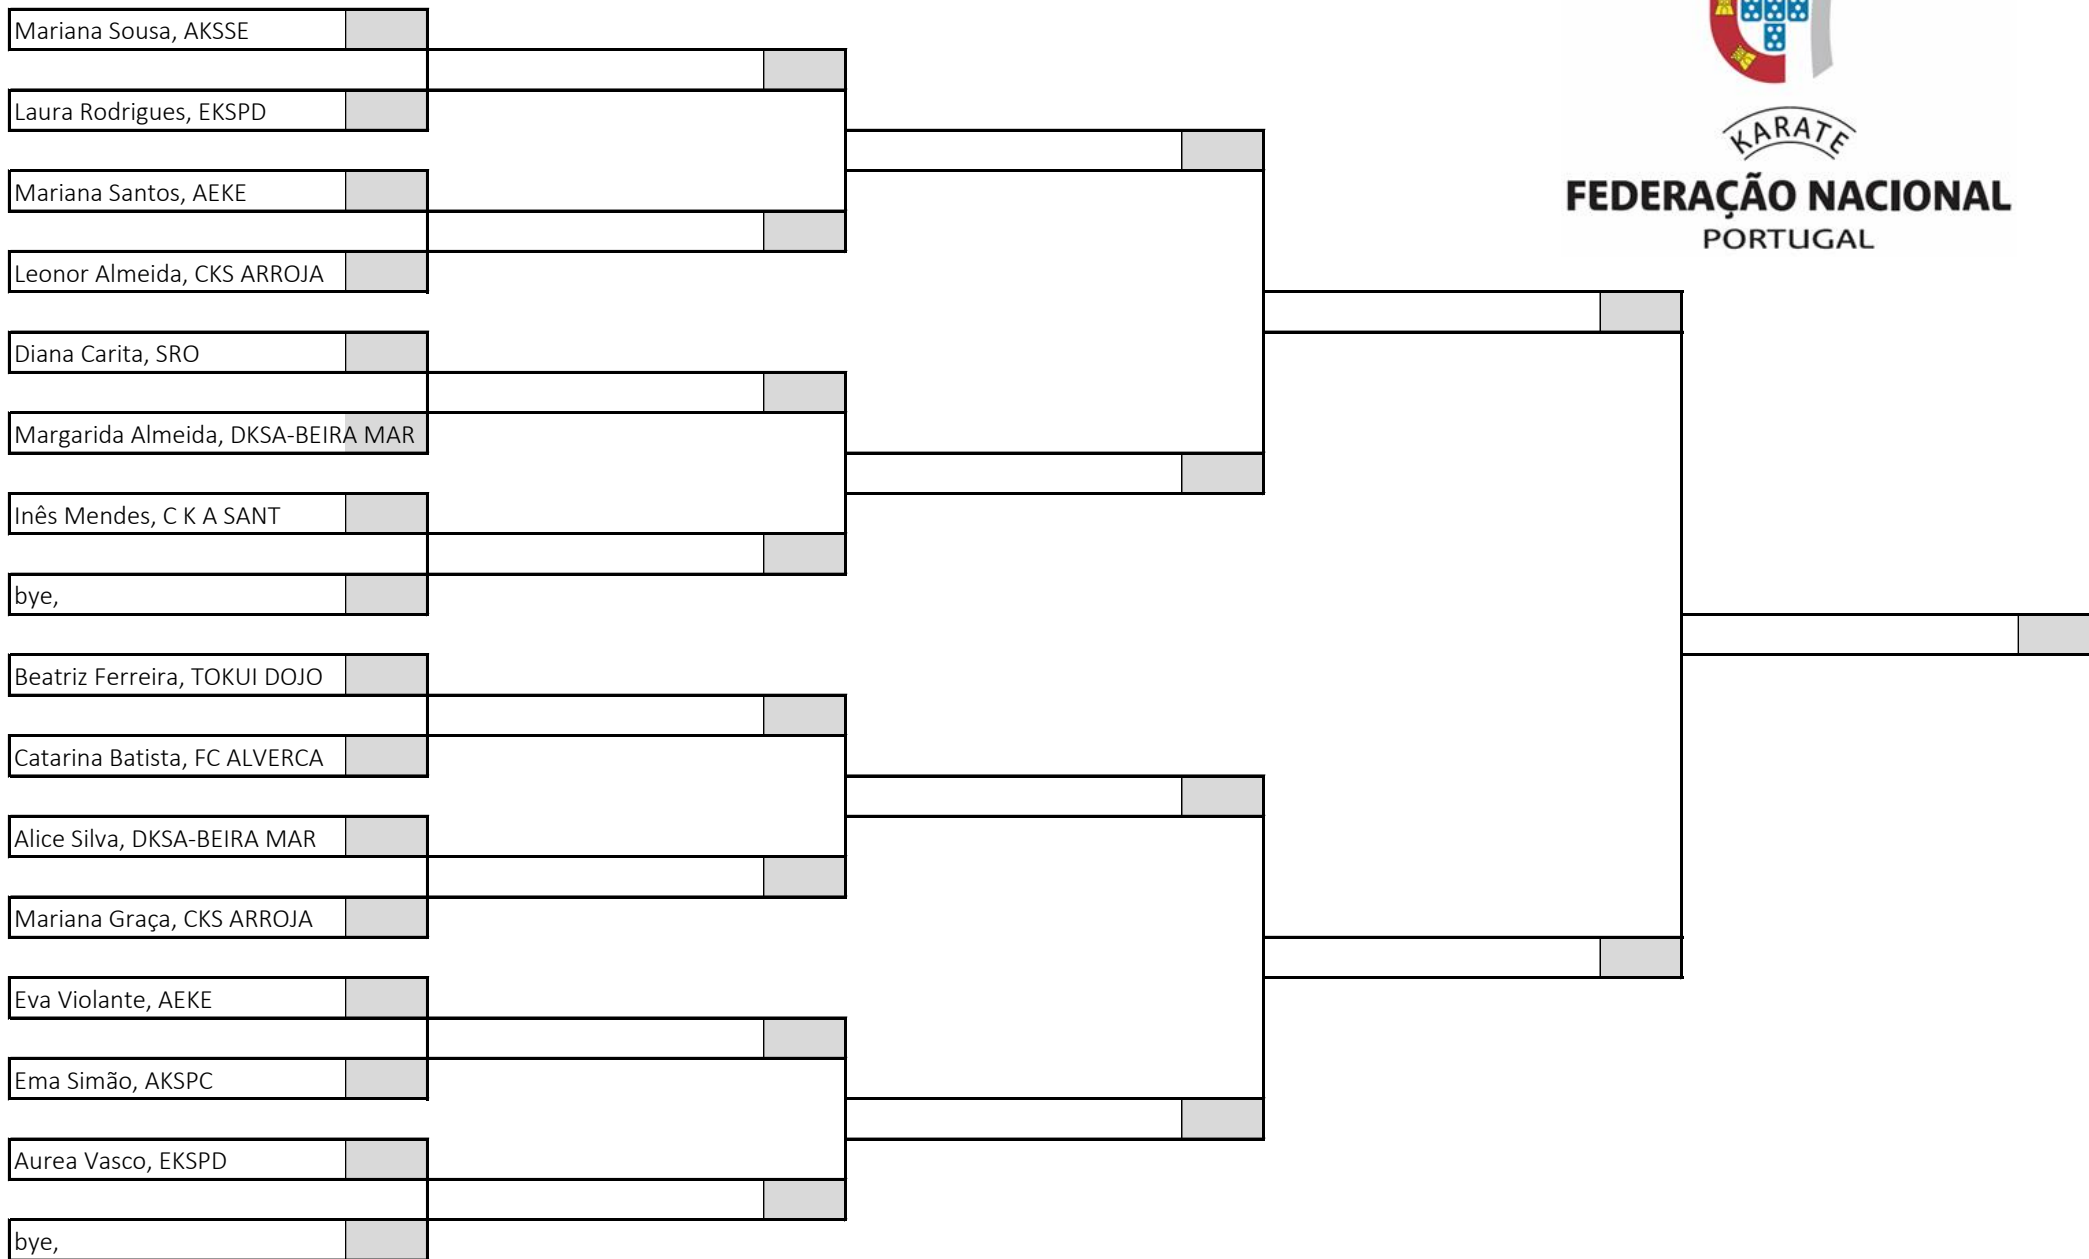 Mariana Sousa, AKSSE
Laura Rodrigues, EKSPD
KARATE
Mariana Santos, AEKE
FEDERAÇÃO NACIONAL
PORTUGAL
Leonor Almeida, CKS ARROJA
Diana Carita, SRO
Margarida Almeida, DKSA-BEIRA MAR
Inês Mendes, C K A SANT
bye,
Beatriz Ferreira, TOKUI DOJO
Catarina Batista, FC ALVERCA
Alice Silva, DKSA-BEIRA MAR
Mariana Graça, CKS ARROJA
Eva Violante, AEKE
Ema Simão, AKSPC
Aurea Vasco, EKSPD
bye,